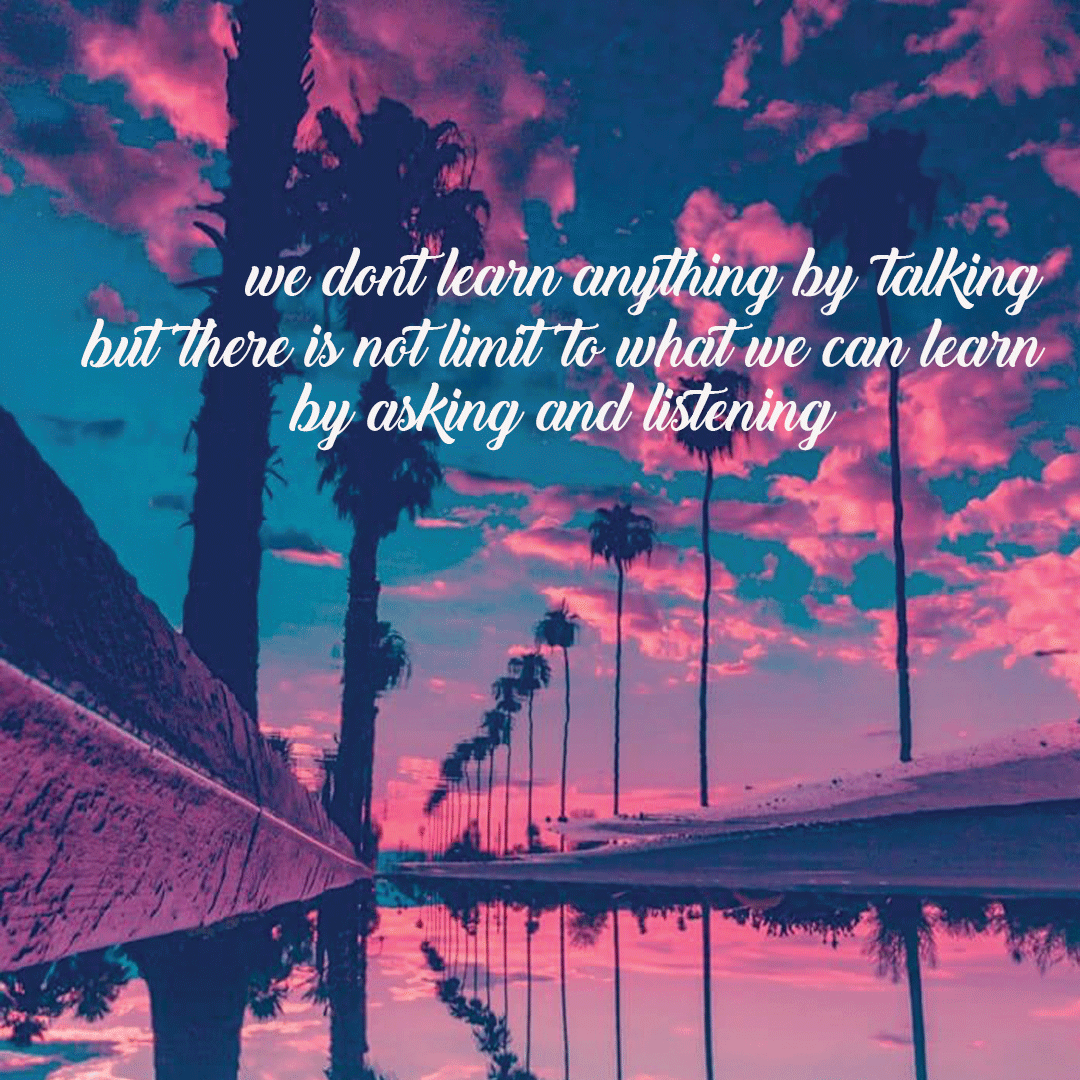 we dont learn anything by talking
but there is not limit to what we can learn
by asking and listening